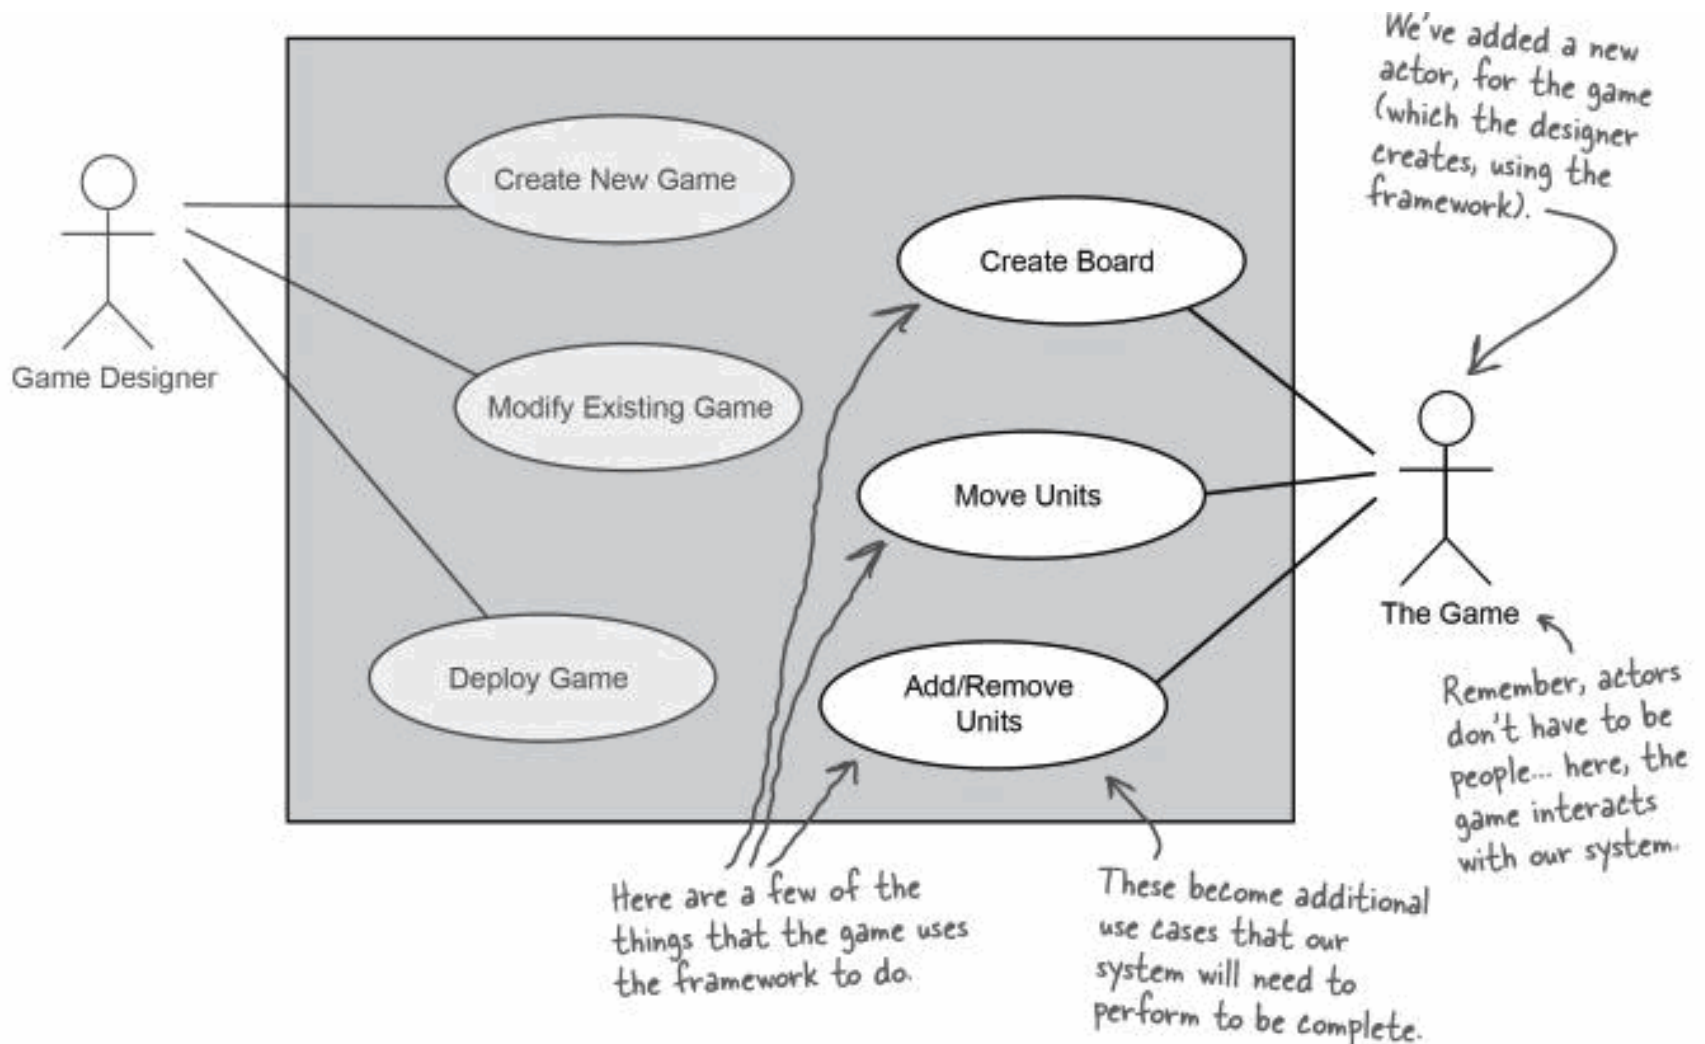 We've added a new
actor, for the game
(which the designer
creates, using the
framework).
Create New Game
Create Board
Game Designer
Modify Existing Game
Move Units
The Game
Deploy Game
Add/Remove
Units
Remember, actors
don't have to be
people... here, the
game interacts
with our system.
Here are a few of the
things that the game uses
the framework to do.
These become additional
use cases that our
system will need to
perform to be complete.